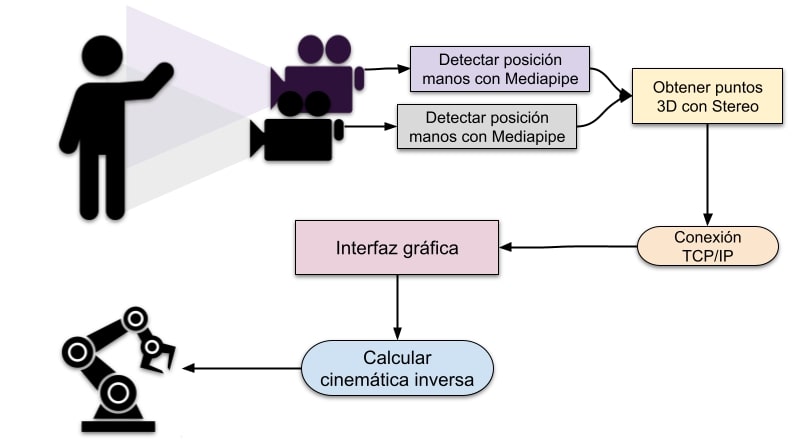 Detectar posición
manos con Mediapipe
Detectar posición
manos con Mediapipe
Obtener puntos
3D con Stereo
Conexión
TCP/IP
Interfaz gráfica
Calcular
cinemática inversa